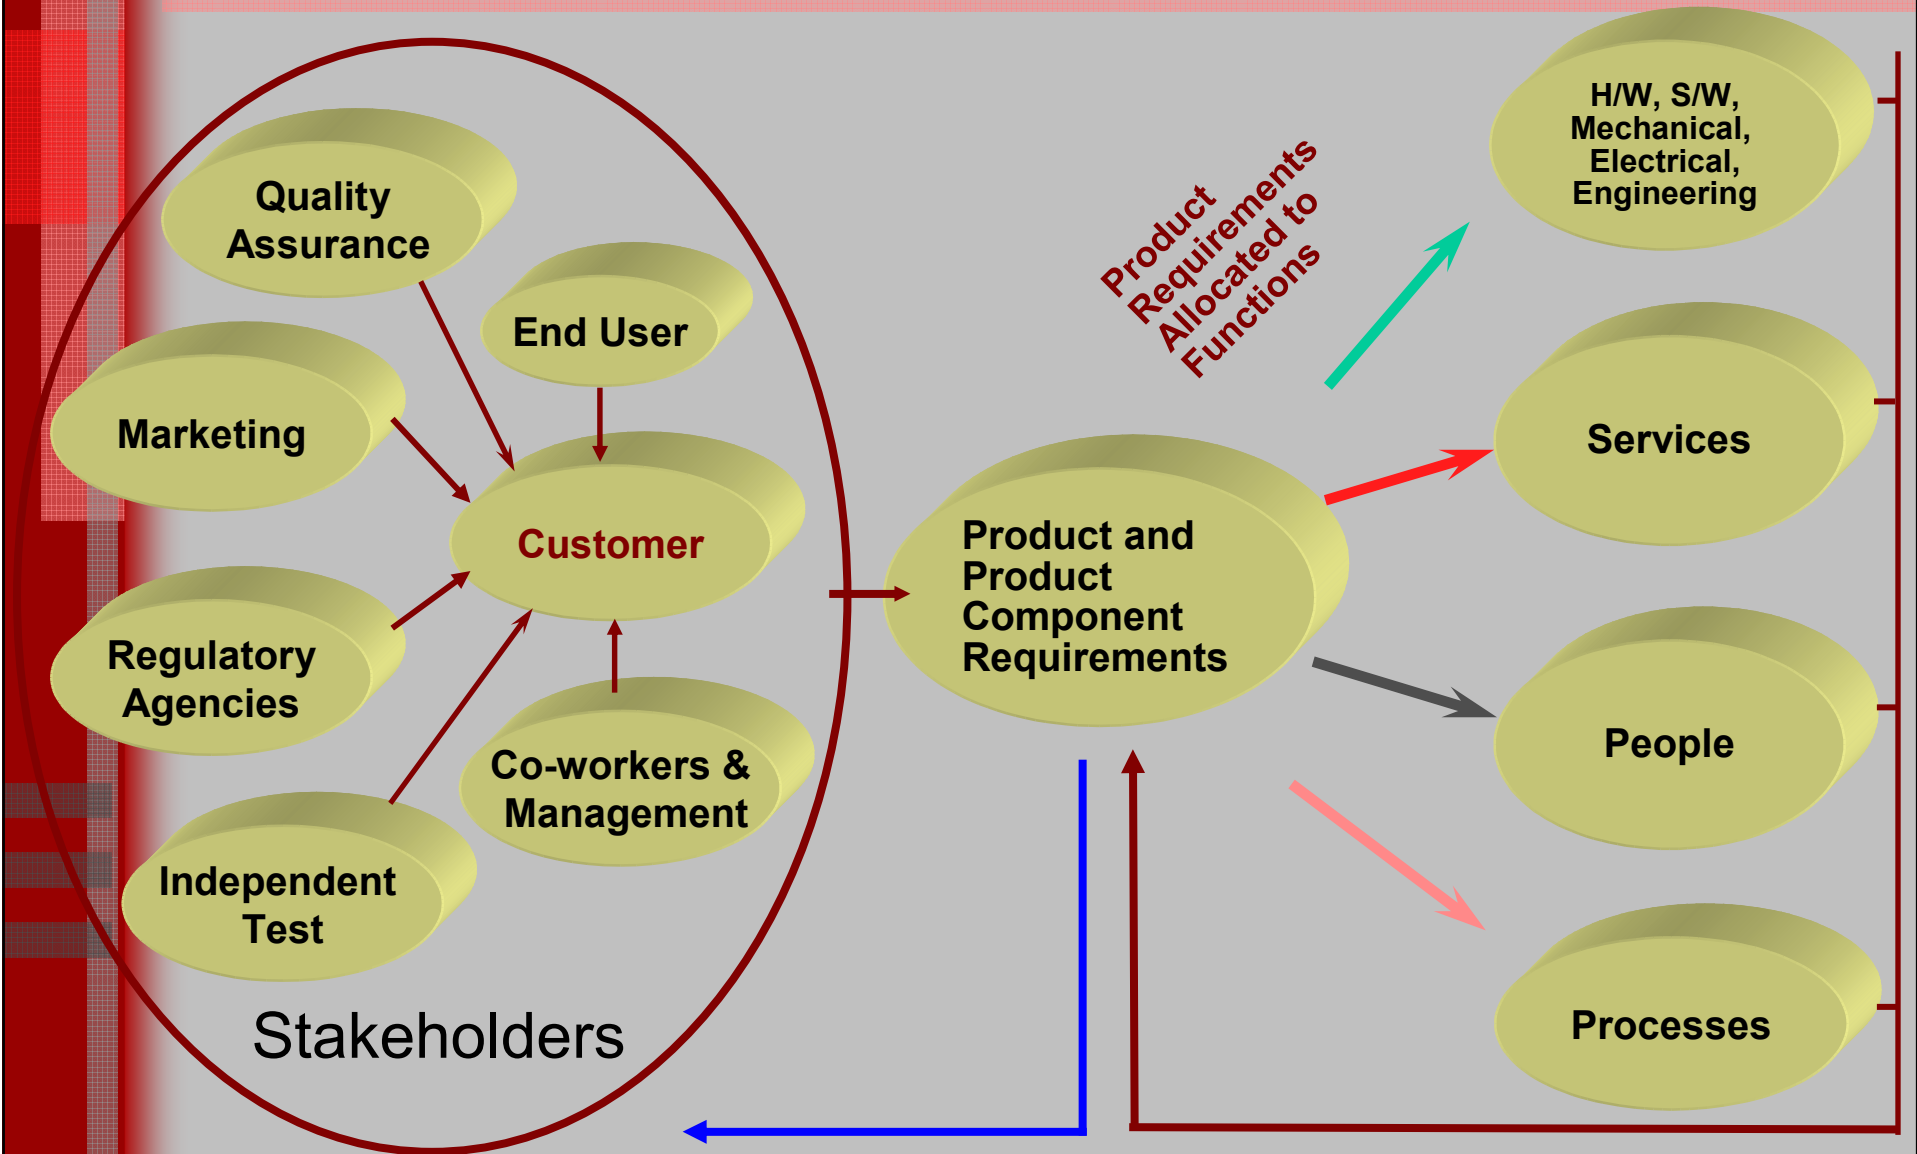 Quality
Assurance
End User
Marketing
Customer
Regulatory
Agencies
Co-workers &
Management
Independent
Test
Stakeholders
Product and
Product
Component
Requirements
Product
Requirements
Allocated to
Functions
H/W, S/W,
Mechanical,
Electrical,
Engineering
Services
People
Processes